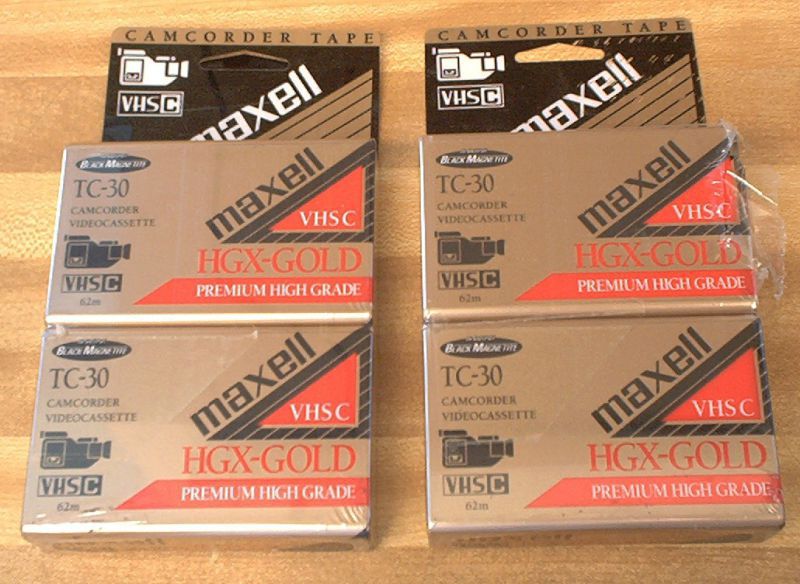 CAMCORDER TAPE
VHS C
maxell
CAMCORDER TAPE
VHS C
maxell
BLACK MAGNETITE
TC-30
CAMCORDER
VIDEOCASSETTE
VHS C
62m
maxell
VHS C
HGX-GOLD
PREMIUM HIGH GRADE
BLACK MAGNETITE
TC-30
CAMCORDER
VIDEOCASSETTE
VHS C
62m
maxell
VHS C
HGX-GOLD
PREMIUM HIGH GRADE
BLACK MAGNETITE
TC-30
CAMCORDER
VIDEOCASSETTE
VHS C
62m
maxell
VHS C
HGX-GOLD
PREMIUM HIGH GRADE
BLACK MAGNETITE
TC-30
CAMCORDER
VIDEOCASSETTE
VHS C
62m
maxell
VHS C
HGX-GOLD
PREMIUM HIGH GRADE